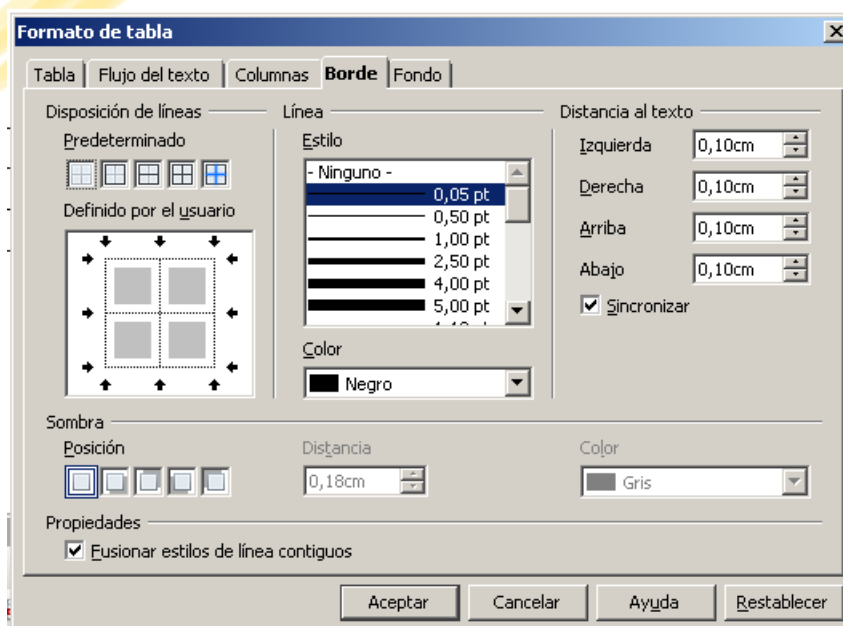 Formato de tabla
Tabla Flujo del texto Columnas Borde Fondo
Disposición de líneas
Predeterminado
Definido por el usuario
Línea
Estilo
- Ninguno -
0,05 pt
0,50 pt
1,00 pt
2,50 pt
4,00 pt
5,00 pt
Color
Negro
Distancia al texto
Izquierda 0,10cm
Derecha 0,10cm
Arriba 0,10cm
Abajo 0,10cm
Sincronizar
Sombra
Posición
Distancia
0,18cm
Color
Gris
Propiedades
Fusionar estilos de línea contiguos
Aceptar Cancelar Ayuda Restablecer